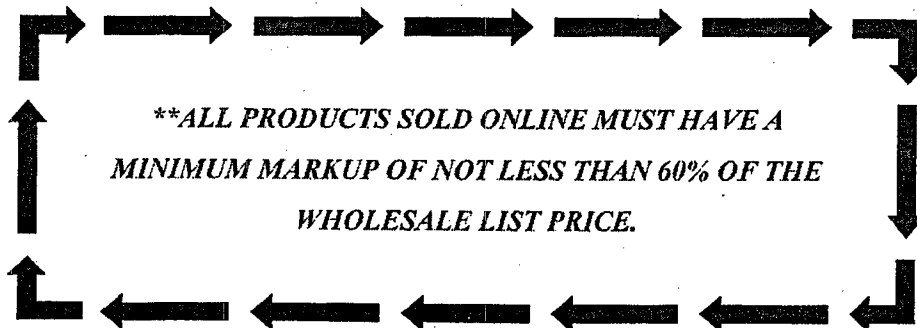 **ALL PRODUCTS SOLD ONLINE MUST HAVE A
MINIMUM MARKUP OF NOT LESS THAN 60% OF THE
WHOLESALE LIST PRICE.